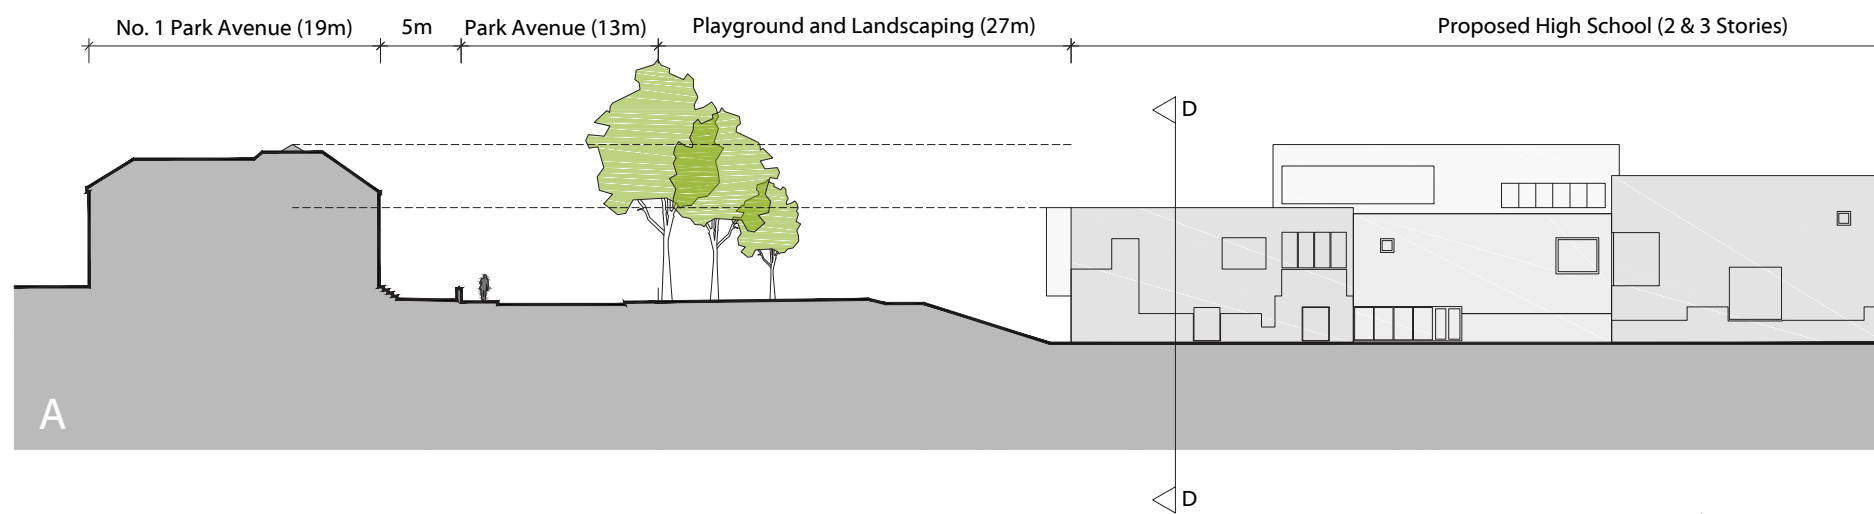 No. 1 Park Avenue (19m)
5m
Park Avenue (13m)
Playground and Landscaping (27m)
Proposed High School (2 & 3 Stories)
D
A
D